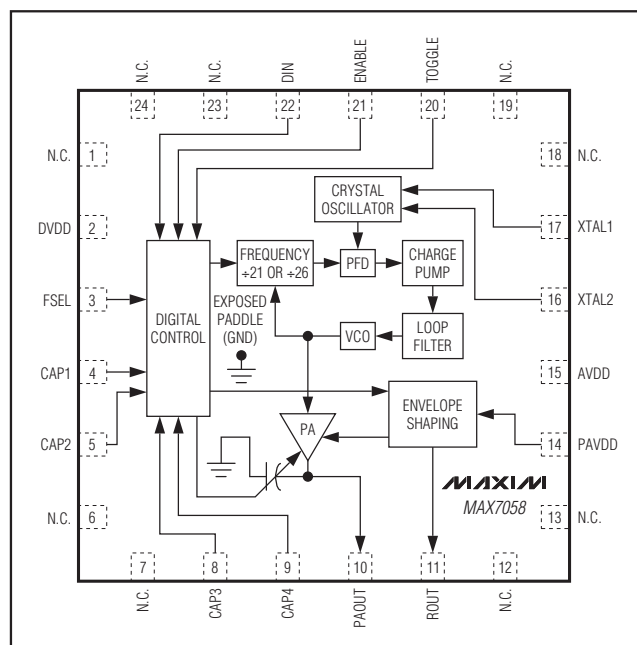 N.C.
N.C.
DIN
ENABLE
TOGGLE
N.C.
24
23
22
21
20
19
N.C. 1
18 N.C.
DVDD 2
CRYSTAL
OSCILLATOR
17 XTAL1
FREQUENCY
÷21 OR ÷26
PFD
CHARGE
PUMP
FSEL 3
16 XTAL2
DIGITAL
CONTROL
EXPOSED
PADDLE
(GND)
VCO
LOOP
FILTER
CAP1 4
15 AVDD
PA
ENVELOPE
SHAPING
CAP2 5
14 PAVDD
MAXIM
MAX7058
N.C. 6
13 N.C.
7
8
9
10
11
12
N.C.
CAP3
CAP4
PAOUT
ROUT
N.C.